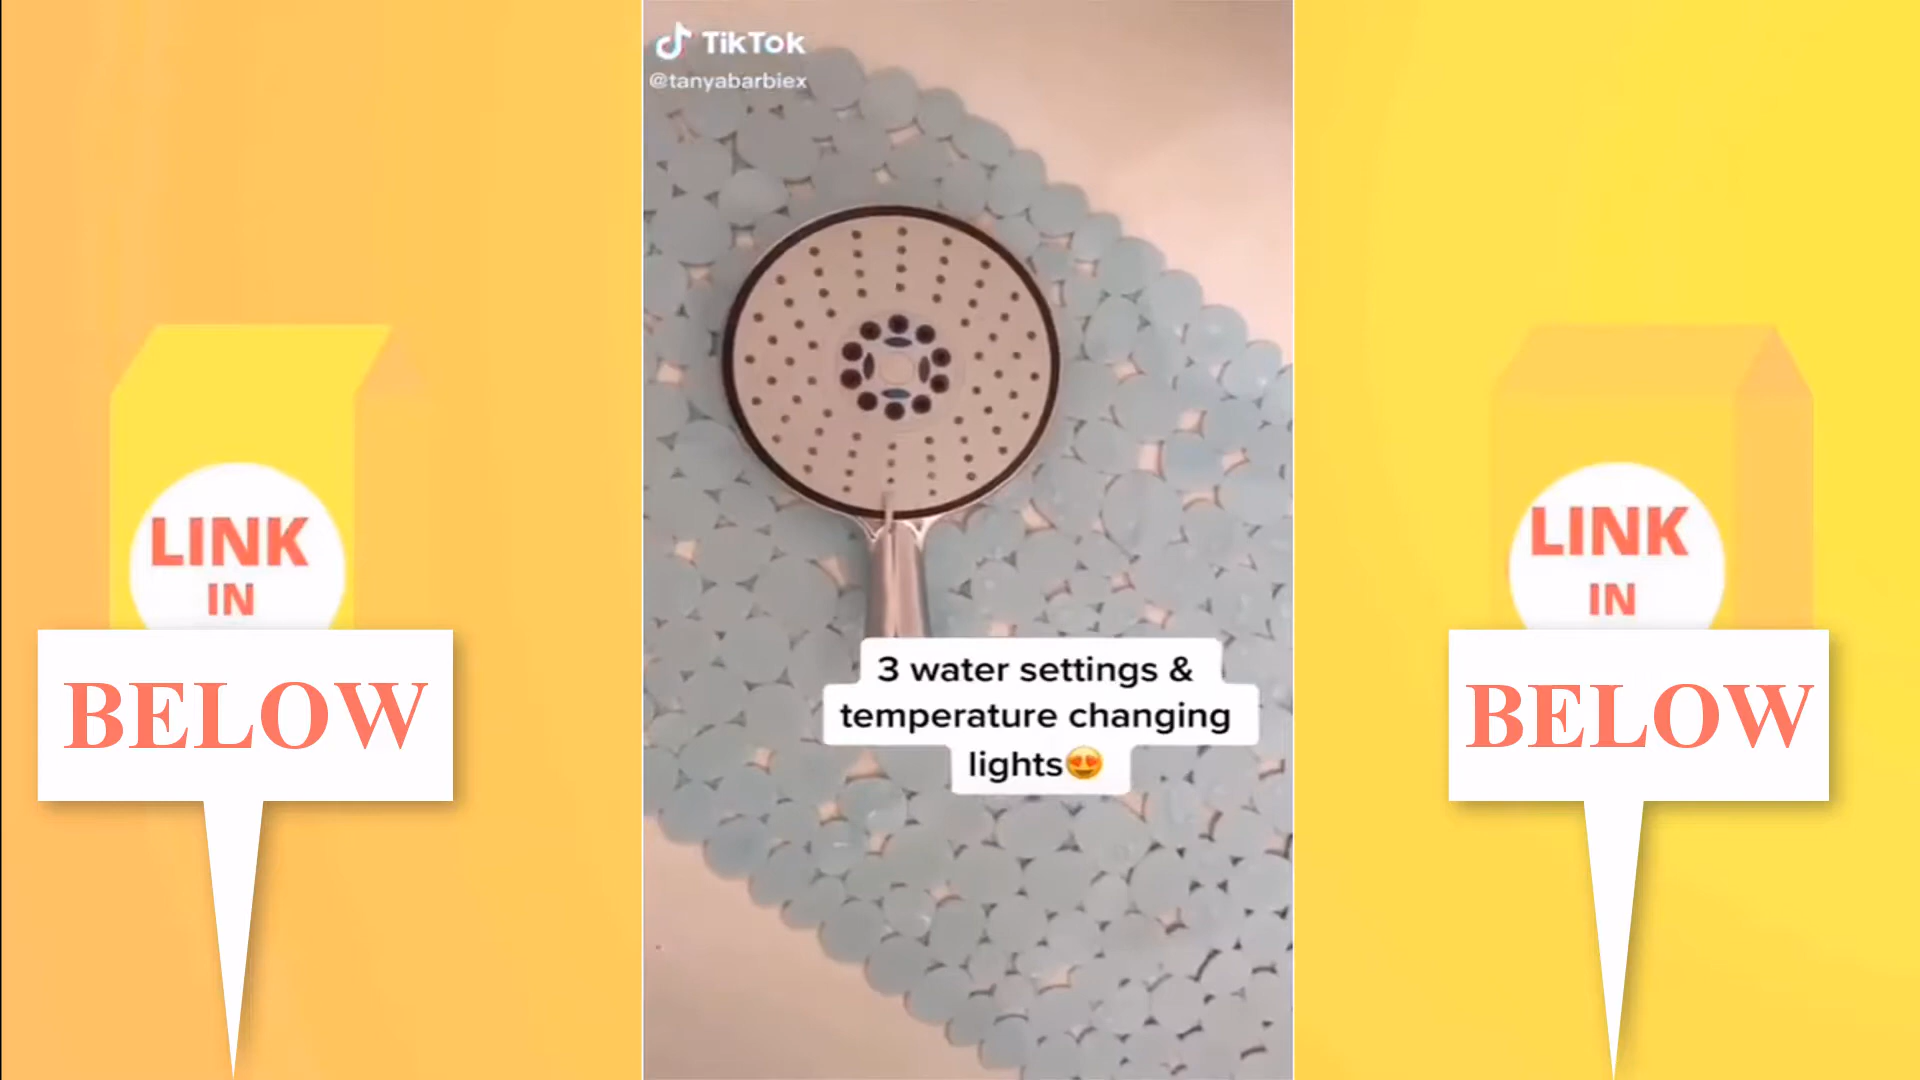 TikTok
@tanyabarbiex
3 water settings &
temperature changing
lights😍
LINK
IN
BELOW
LINK
IN
BELOW